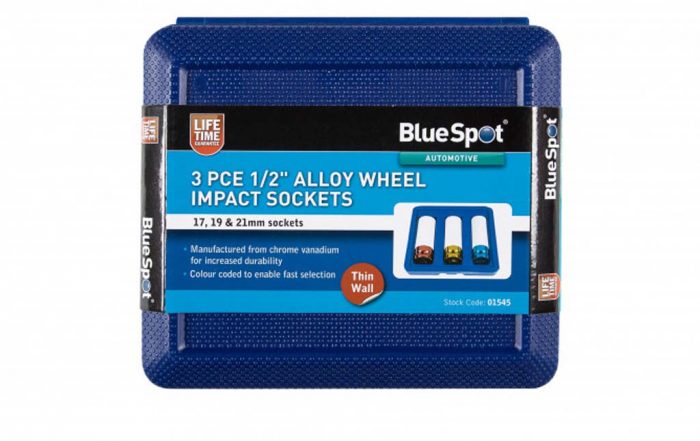 LIFE
TIME
GUARANTEE
BlueSpot®
AUTOMOTIVE
3 PCE 1/2" ALLOY WHEEL
IMPACT SOCKETS
17, 19 & 21mm sockets
• Manufactured from chrome vanadium
for increased durability
• Colour coded to enable fast selection
Thin
Wall
Stock Code: 01545
LIFE
TIME
BlueSpot
BlueSpot
LIFE
TIME